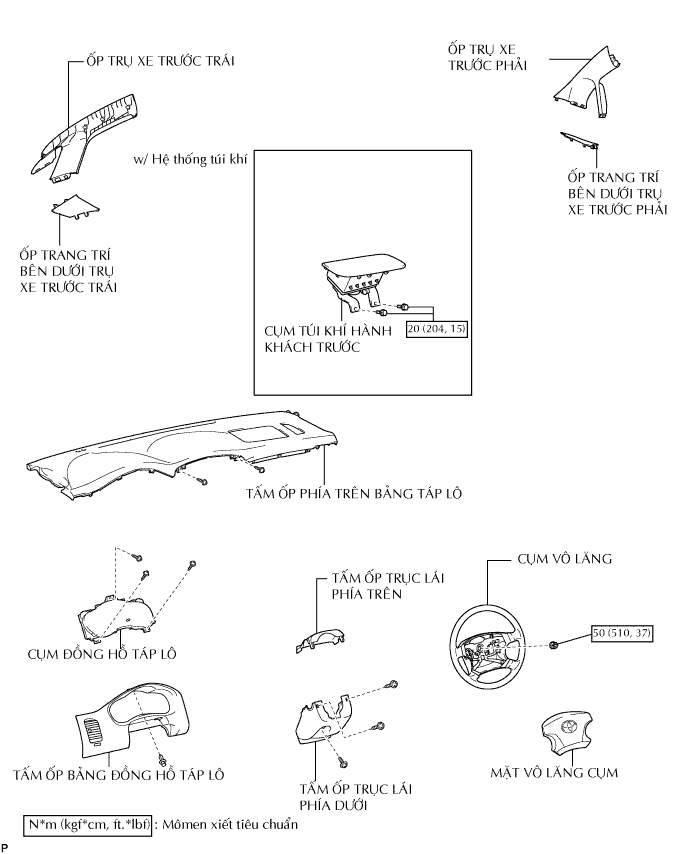 ỐP TRỤ XE TRƯỚC TRÁI
ỐP TRỤ XE
TRƯỚC PHẢI
w/ Hệ thống túi khí
ỐP TRANG TRÍ
BÊN DƯỚI TRỤ
XE TRƯỚC PHẢI
ỐP TRANG TRÍ
BÊN DƯỚI TRỤ
XE TRƯỚC TRÁI
CỤM TÚI KHÍ HÀNH
KHÁCH TRƯỚC
20 (204, 15)
TẤM ỐP PHÍA TRÊN BẢNG TÁP LÔ
CỤM VÔ LĂNG
TẤM ỐP TRỤC LÁI
PHÍA TRÊN
50 (510, 37)
CỤM ĐỒNG HỒ TÁP LÔ
TẤM ỐP BẢNG ĐỒNG HỒ TÁP LÔ
TẤM ỐP TRỤC LÁI
PHÍA DƯỚI
MẶT VÔ LĂNG CỤM
N*m (kgf*cm, ft.*lbf) : Mômen xiết tiêu chuẩn
P